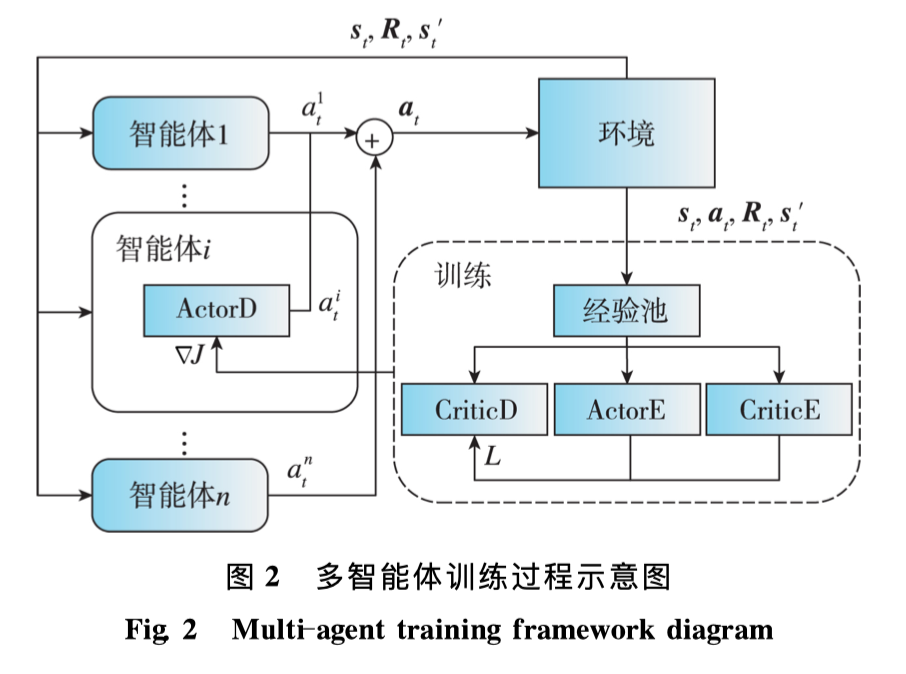 s_t, R_t, s_t′
智能体1
a_t^1
a_t
环境
⋮
s_t, a_t, R_t, s_t′
智能体i
训练
ActorD
a_t^i
经验池
∇J
CriticD
ActorE
CriticE
L
⋮
智能体n
a_t^n
图 2 多智能体训练过程示意图
Fig. 2 Multi-agent training framework diagram